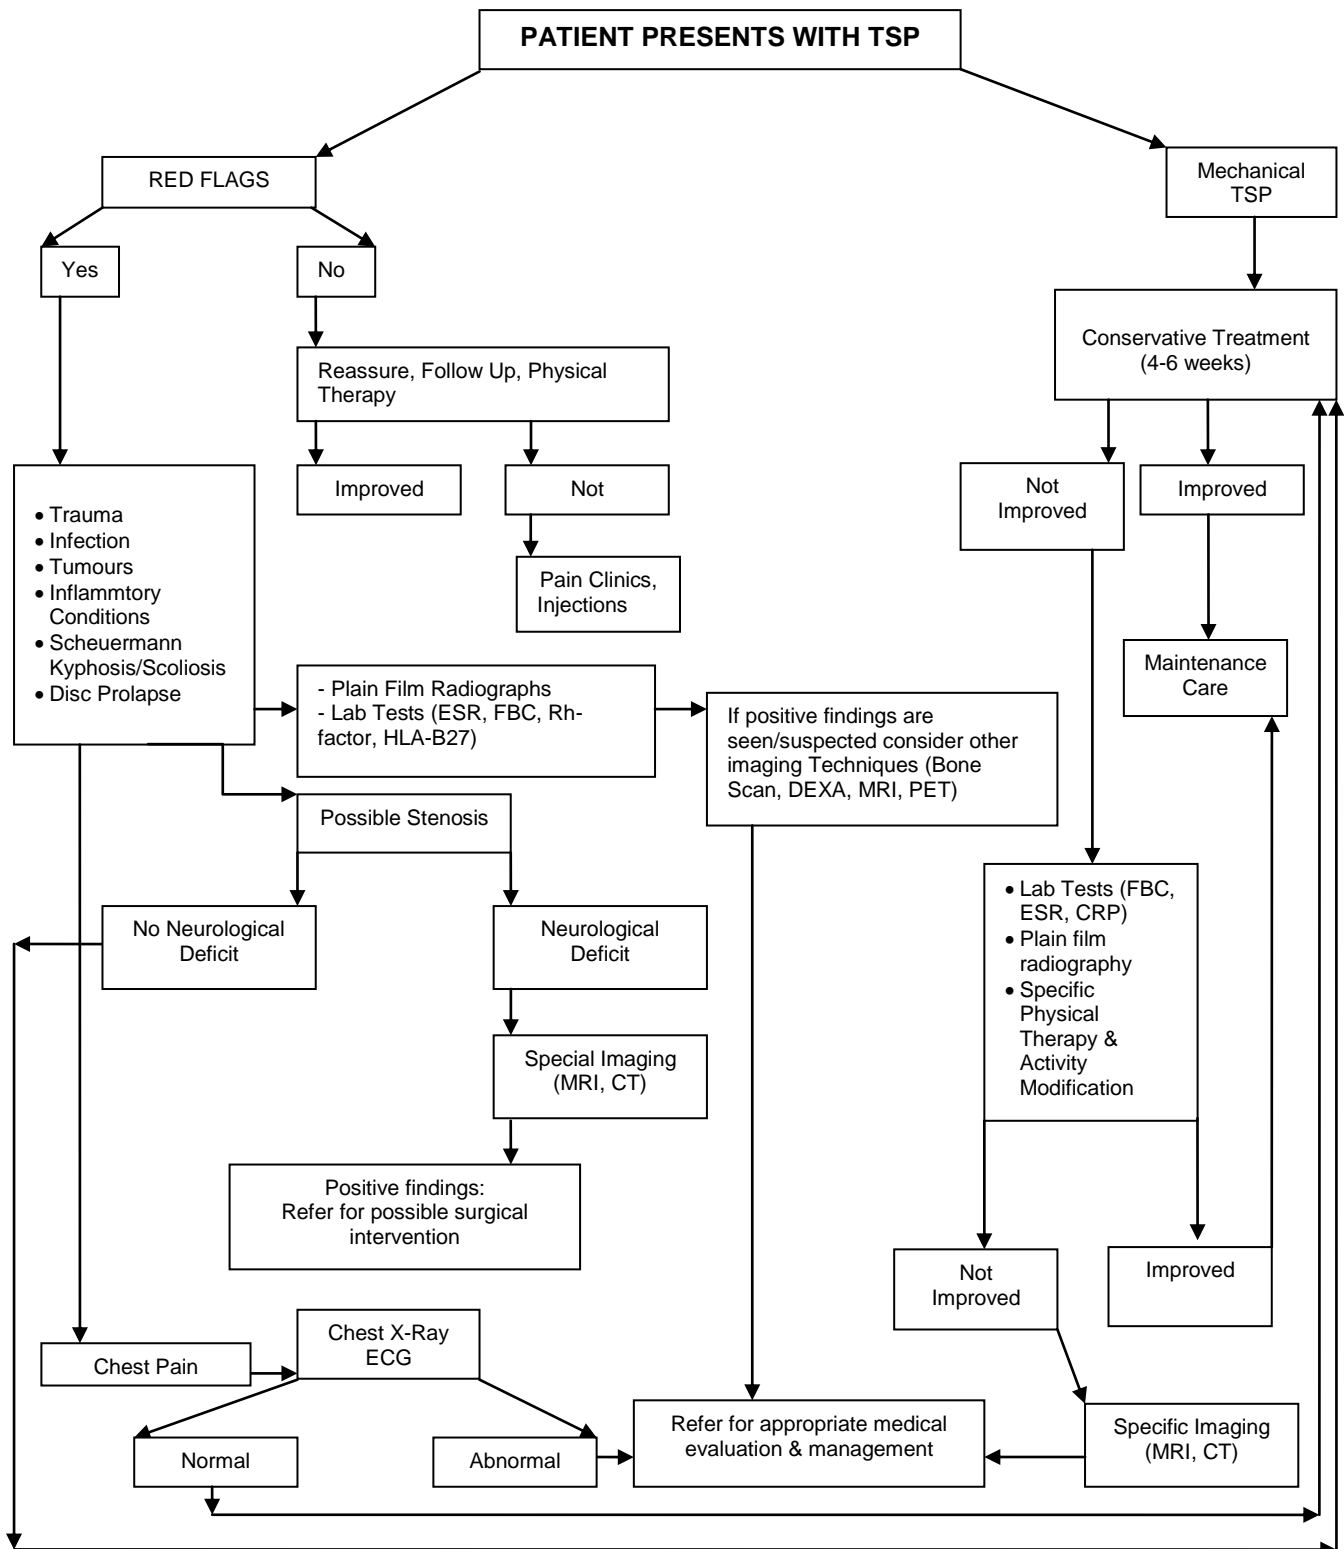 PATIENT PRESENTS WITH TSP
RED FLAGS
Mechanical
TSP
Yes
No
Conservative Treatment
(4-6 weeks)
Reassure, Follow Up, Physical
Therapy
Improved
Not
Not
Improved
Improved
• Trauma
• Infection
• Tumours
• Inflammtory
Conditions
• Scheuermann
Kyphosis/Scoliosis
• Disc Prolapse
Pain Clinics,
Injections
Maintenance
Care
- Plain Film Radiographs
- Lab Tests (ESR, FBC, Rh-
factor, HLA-B27)
If positive findings are
seen/suspected consider other
imaging Techniques (Bone
Scan, DEXA, MRI, PET)
Possible Stenosis
No Neurological
Deficit
Neurological
Deficit
• Lab Tests (FBC,
ESR, CRP)
• Plain film
radiography
• Specific
Physical
Therapy &
Activity
Modification
Special Imaging
(MRI, CT)
Positive findings:
Refer for possible surgical
intervention
Not
Improved
Improved
Chest Pain
Chest X-Ray
ECG
Normal
Abnormal
Refer for appropriate medical
evaluation & management
Specific Imaging
(MRI, CT)